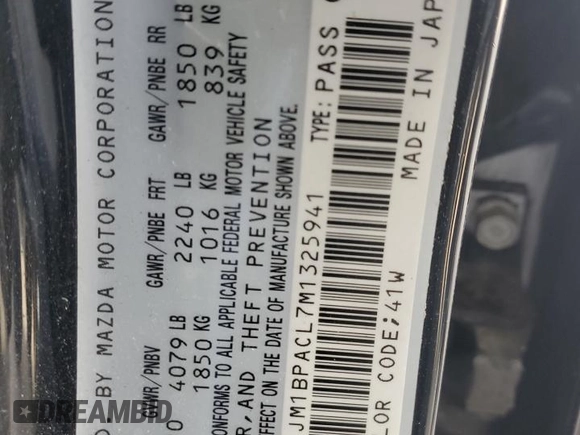 D. BY MAZDA MOTOR CORPORATION
GVWR/PNBV GAWR/PNBE FRT GAWR/PNBE RR
0 4079 LB 2240 LB 1850 LB
1850 KG 1016 KG 839 KG
CONFORMS TO ALL APPLICABLE FEDERAL MOTOR VEHICLE SAFETY
R, AND THEFT PREVENTION
EFFECT ON THE DATE OF MANUFACTURE SHOWN ABOVE.
JM1BPACL7M1325941 TYPE: PASS
LOR CODE;41W MADE IN JAP
DREAMBID